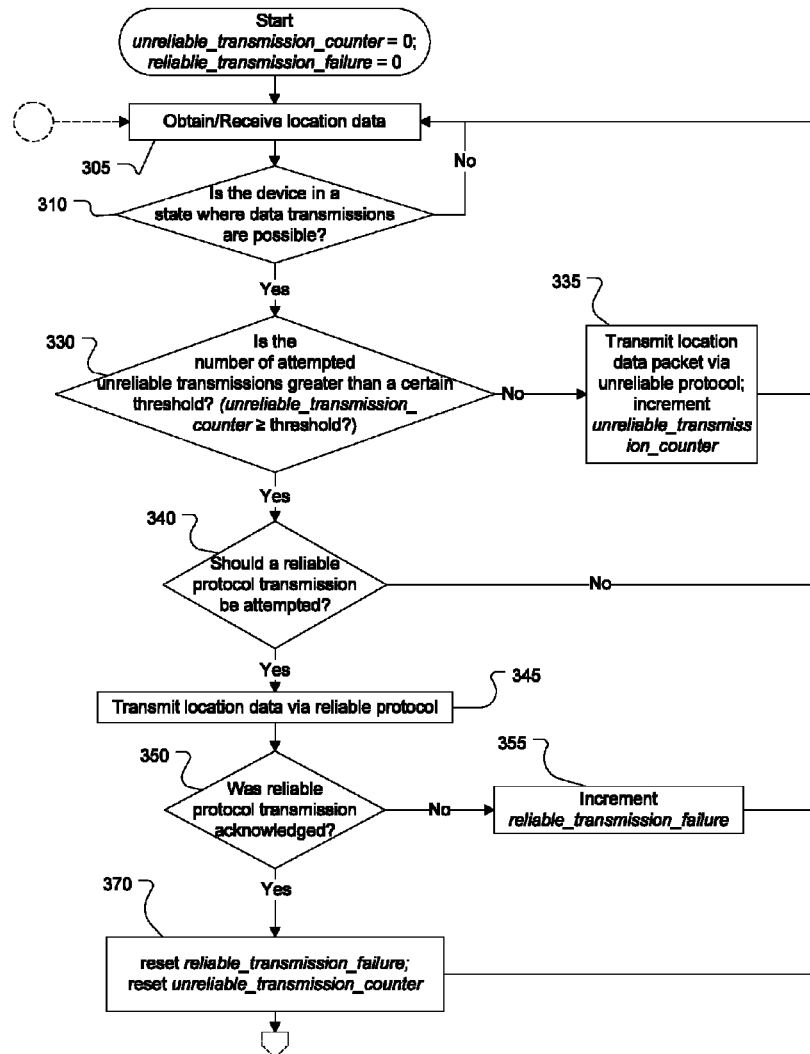 Start
unreliable_transmission_counter = 0;
reliablie_transmission_failure = 0
Obtain/Receive location data
305
No
310
Is the device in a
state where data transmissions
are possible?
Yes
330
Is the
number of attempted
unreliable transmissions greater than a certain
threshold? (unreliable_transmission_
counter ≥ threshold?)
No
335
Transmit location
data packet via
unreliable protocol;
increment
unreliable_transmiss
ion_counter
Yes
340
Should a reliable
protocol transmission
be attempted?
No
Yes
345
Transmit location data via reliable protocol
350
Was reliable
protocol transmission
acknowledged?
No
355
Increment
reliable_transmission_failure
Yes
370
reset reliable_transmission_failure;
reset unreliable_transmission_counter